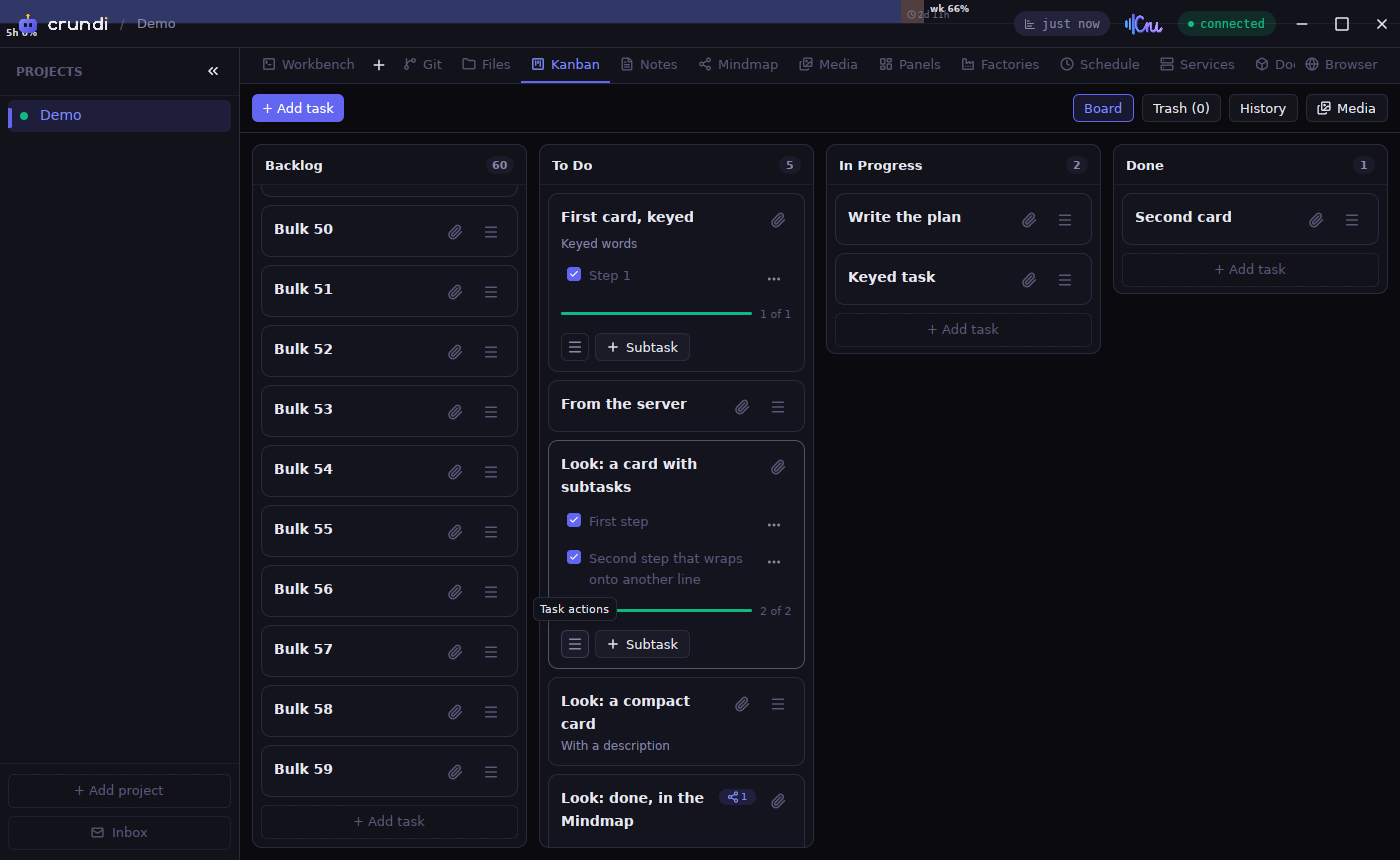 5h 6%
crundi / Demo
2d 11h
wk 66%
just now
Cru
connected
PROJECTS
Demo
+ Add project
Inbox
Workbench
+
Git
Files
Kanban
Notes
Mindmap
Media
Panels
Factories
Schedule
Services
Doc
Browser
+ Add task
Board
Trash (0)
History
Media
Backlog 60
Bulk 50
Bulk 51
Bulk 52
Bulk 53
Bulk 54
Bulk 55
Bulk 56
Bulk 57
Bulk 58
Bulk 59
+ Add task
To Do 5
First card, keyed
Keyed words
Step 1
1 of 1
+ Subtask
From the server
Look: a card with
subtasks
First step
Second step that wraps
onto another line
Task actions
2 of 2
+ Subtask
Look: a compact
card
With a description
Look: done, in the
Mindmap
1
In Progress 2
Write the plan
Keyed task
+ Add task
Done 1
Second card
+ Add task